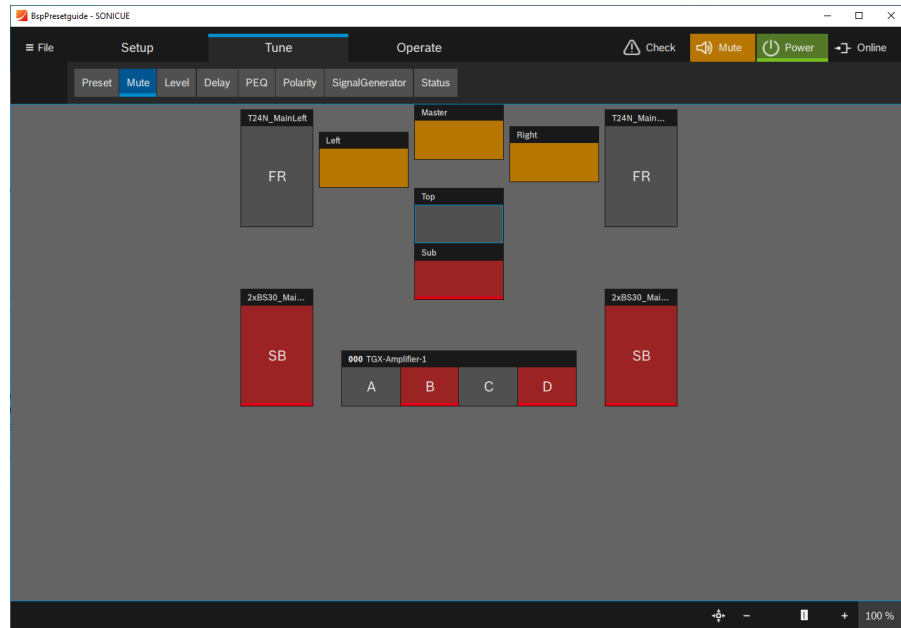 BspPresetguide - SONICUE
≡ File Setup Tune Operate Check Mute Power Online
Preset Mute Level Delay PEQ Polarity SignalGenerator Status
T24N_MainLeft
FR
Left
Master
Right
T24N_Main...
FR
Top
Sub
2xBS30_Mai...
SB
000 TGX-Amplifier-1
A B C D
2xBS30_Mai...
SB
100 %